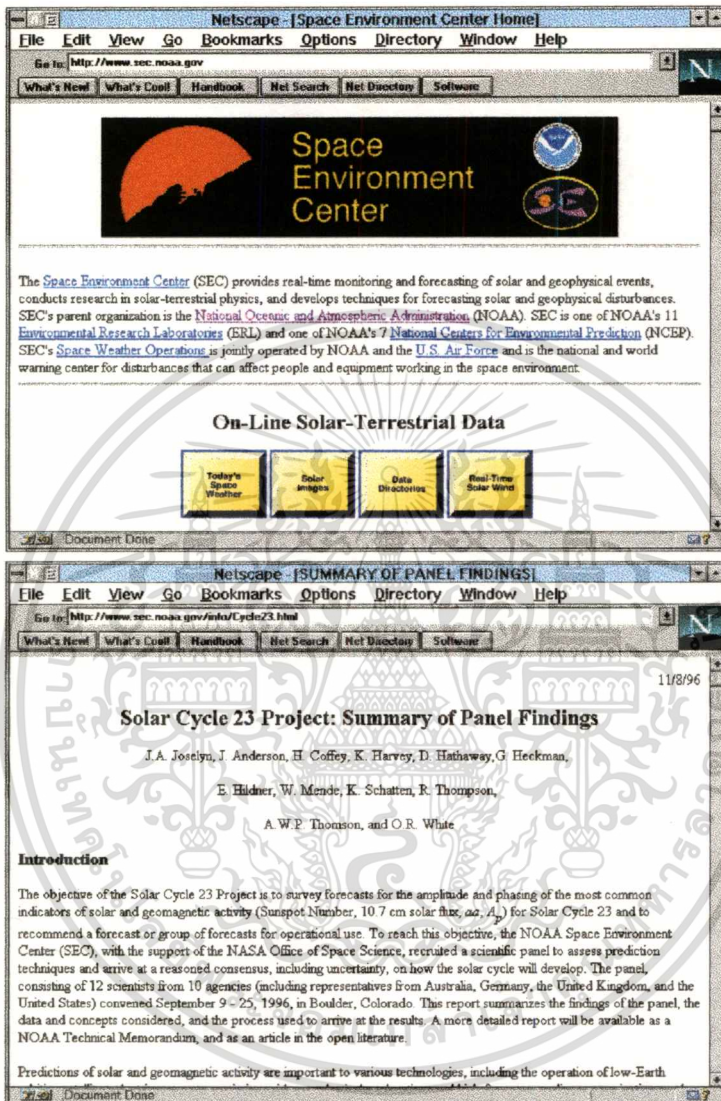 Netscape - [Space Environment Center Home]
File Edit View Go Bookmarks Options Directory Window Help
Go to: http://www.sec.noaa.gov
What's New! What's Cool! Handbook Net Search Net Directory Software
Space
Environment
Center
The Space Environment Center (SEC) provides real-time monitoring and forecasting of solar and geophysical events,
conducts research in solar-terrestrial physics, and develops techniques for forecasting solar and geophysical disturbances.
SEC's parent organization is the National Oceanic and Atmospheric Administration (NOAA). SEC is one of NOAA's 11
Environmental Research Laboratories (ERL) and one of NOAA's 7 National Centers for Environmental Prediction (NCEP).
SEC's Space Weather Operations is jointly operated by NOAA and the U.S. Air Force and is the national and world
warning center for disturbances that can affect people and equipment working in the space environment.
On-Line Solar-Terrestrial Data
Today's Space Weather
Solar Images
Data Directories
Real-Time Solar Wind
Document Done
Netscape - [SUMMARY OF PANEL FINDINGS]
File Edit View Go Bookmarks Options Directory Window Help
Go to: http://www.sec.noaa.gov/info/Cycle23.html
What's New! What's Cool! Handbook Net Search Net Directory Software
11/8/96
Solar Cycle 23 Project: Summary of Panel Findings
J.A. Joselyn, J. Anderson, H. Coffey, K. Harvey, D. Hathaway, G. Heckman,
E. Hildner, W. Mende, K. Schatten, R. Thompson,
A.W.P. Thomson, and O.R. White
Introduction
The objective of the Solar Cycle 23 Project is to survey forecasts for the amplitude and phasing of the most common
indicators of solar and geomagnetic activity (Sunspot Number, 10.7 cm solar flux, aa, Ap) for Solar Cycle 23 and to
recommend a forecast or group of forecasts for operational use. To reach this objective, the NOAA Space Environment
Center (SEC), with the support of the NASA Office of Space Science, recruited a scientific panel to assess prediction
techniques and arrive at a reasoned consensus, including uncertainty, on how the solar cycle will develop. The panel,
consisting of 12 scientists from 10 agencies (including representatives from Australia, Germany, the United Kingdom, and the
United States) convened September 9 - 25, 1996, in Boulder, Colorado. This report summarizes the findings of the panel, the
data and concepts considered, and the process used to arrive at the results. A more detailed report will be available as a
NOAA Technical Memorandum, and as an article in the open literature.
Predictions of solar and geomagnetic activity are important to various technologies, including the operation of low-Earth
Document Done